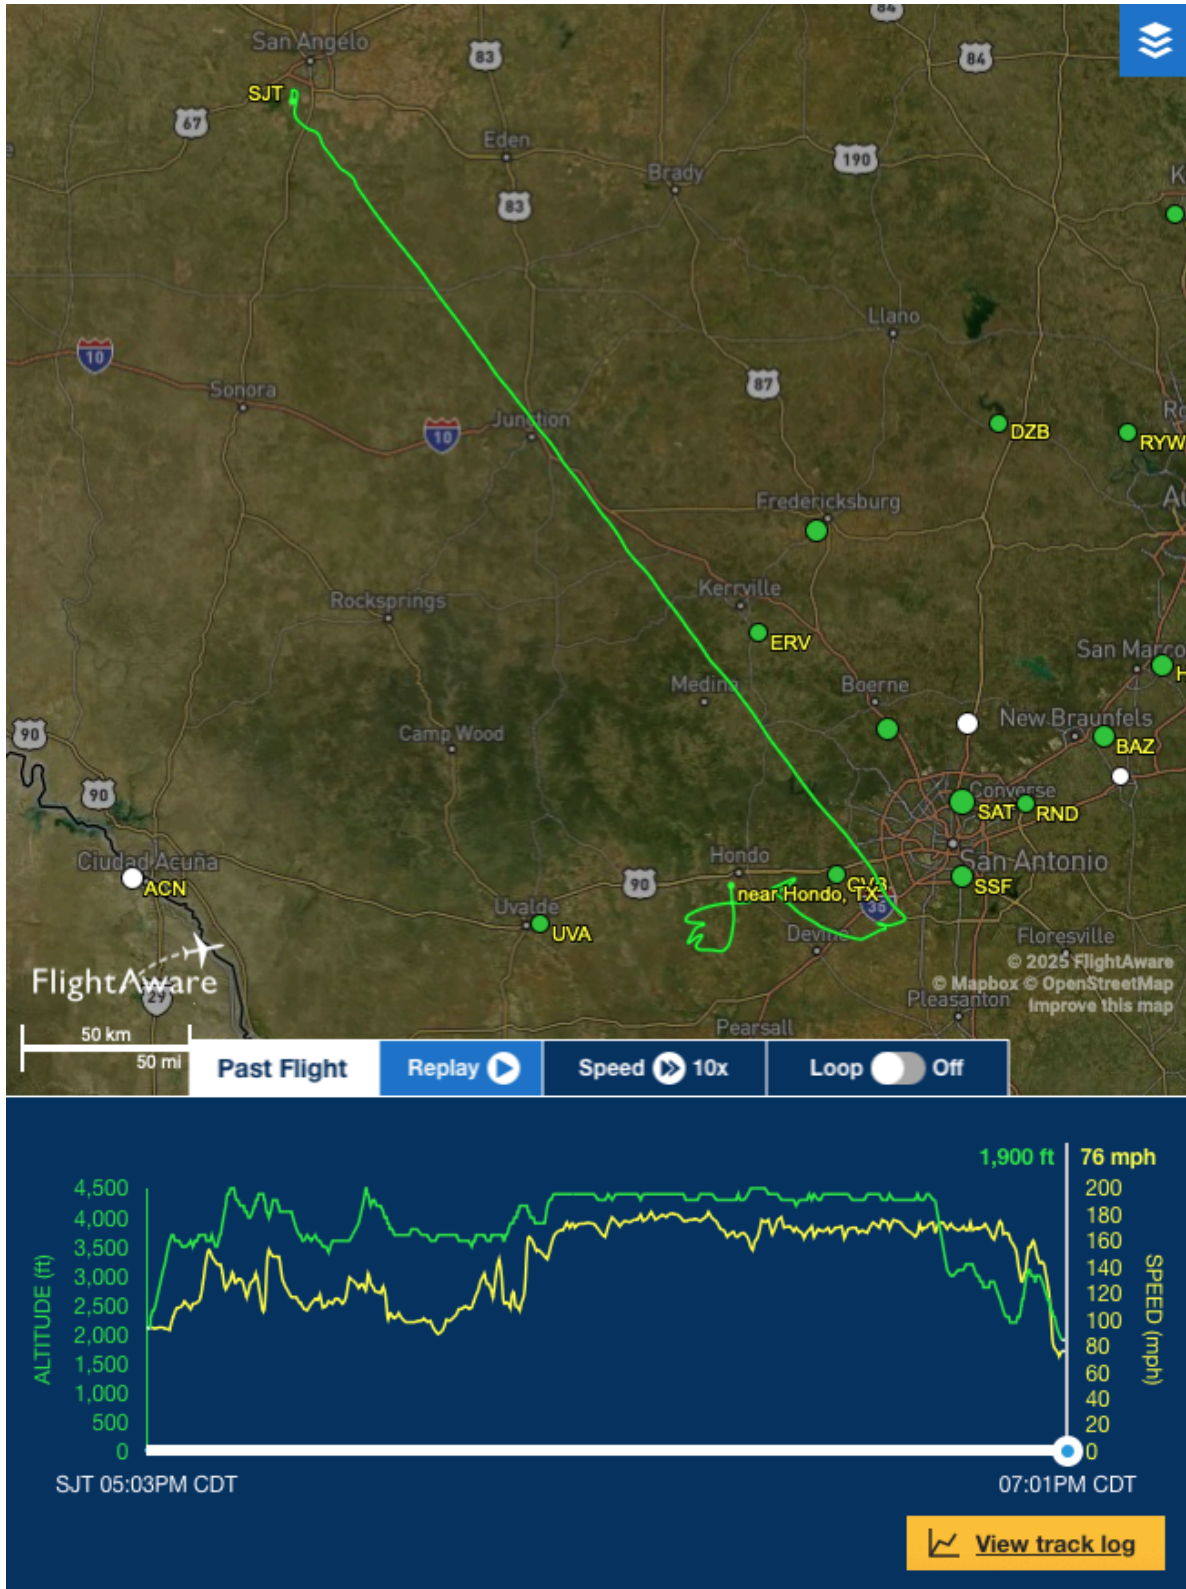 84
San Angelo
83
84
SJT
67
Eden
190
Brady
K
83
Llano
10
87
Sonora
Junction
10
DZB
RYW
Fredericksburg
Kerrville
Rocksprings
ERV
San Marco
H
Medina
Boerne
New Braunfels
90
Camp Wood
BAZ
90
Converse
SAT
RND
Ciudad Acuña
ACN
Hondo
San Antonio
90
CVB
near Hondo, TX
SSF
35
Uvalde
UVA
Devine
Floresville
© 2025 FlightAware
FlightAware
© Mapbox © OpenStreetMap
29
Pleasanton
Improve this map
Pearsall
50 km
50 mi
Past Flight
Replay
Speed 10x
Loop Off
1,900 ft
76 mph
4,500
4,000
3,500
3,000
2,500
2,000
1,500
1,000
500
0
ALTITUDE (ft)
200
180
160
140
120
100
80
60
40
20
0
SPEED (mph)
SJT 05:03PM CDT
07:01PM CDT
View track log